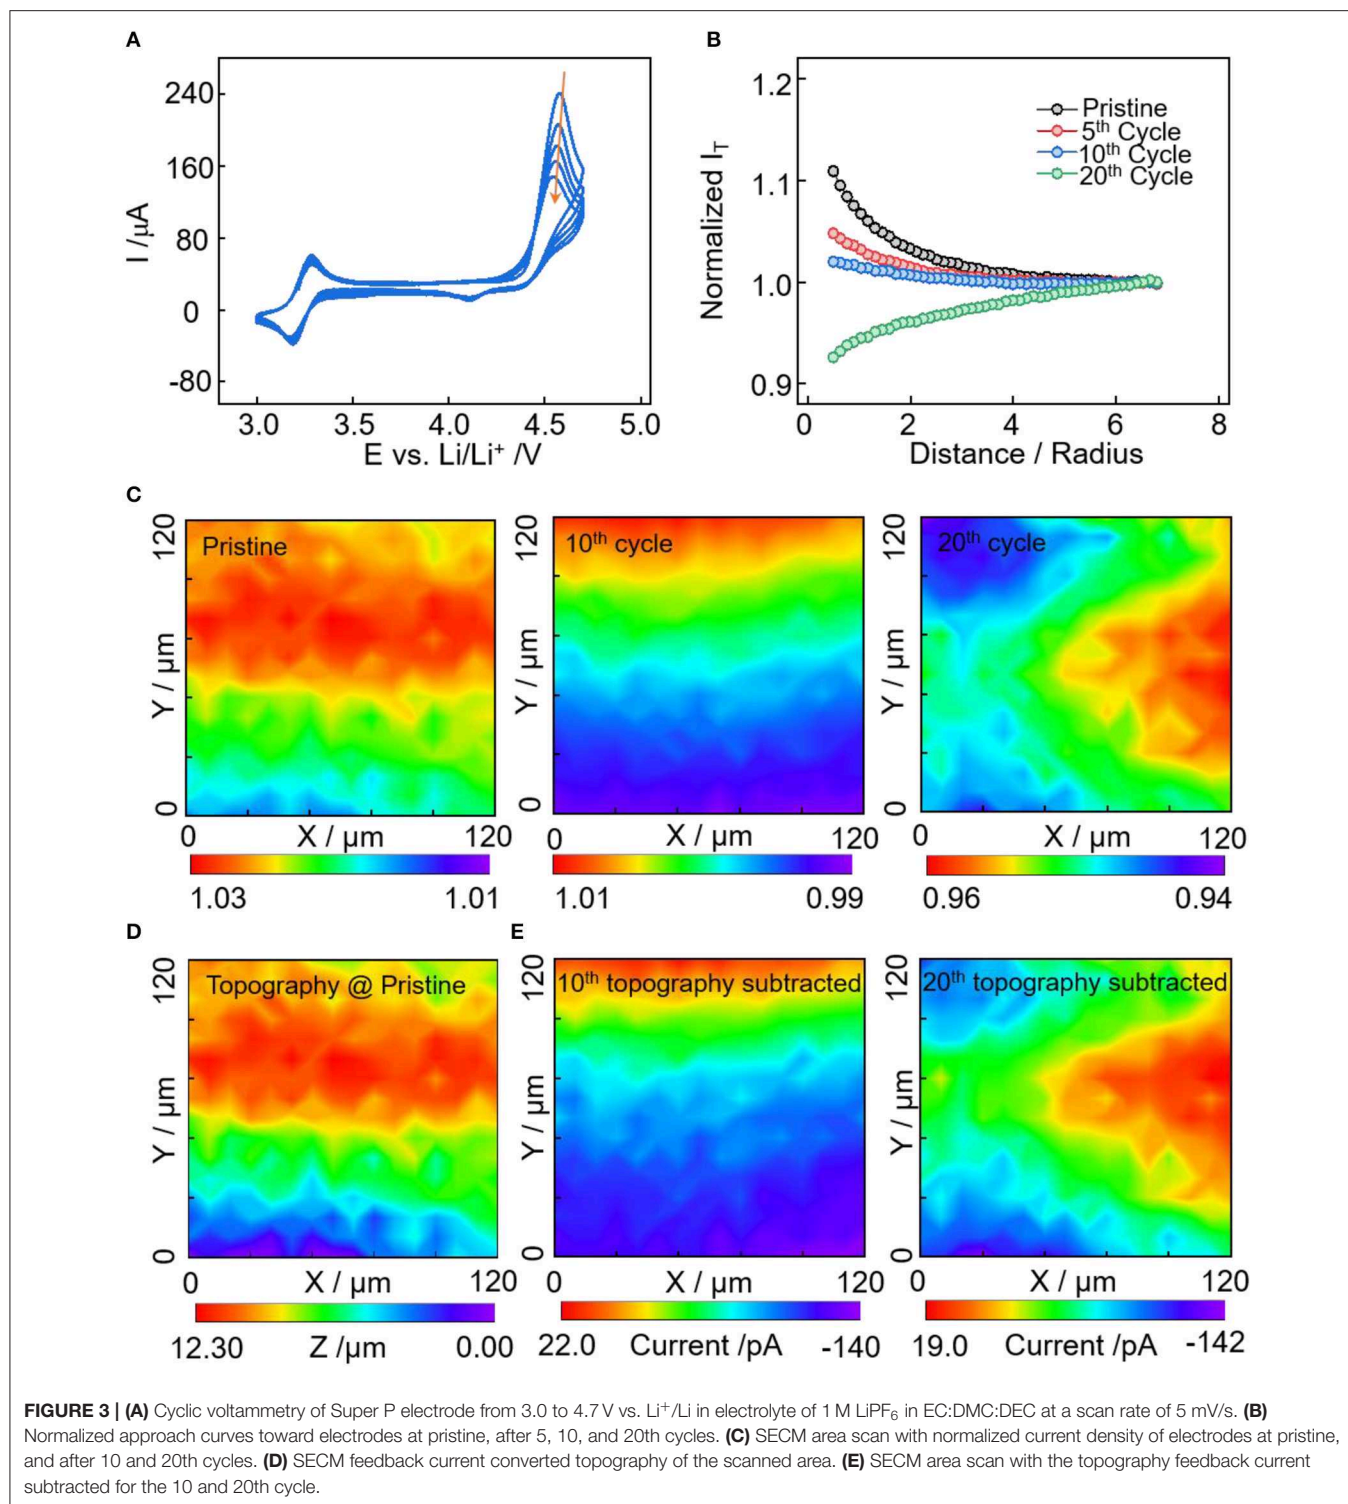 A
240
160
80
0
-80
I /µA
3.0 3.5 4.0 4.5 5.0
E vs. Li/Li⁺ /V
B
1.2
1.1
1.0
0.9
Normalized I_T
Pristine
5th Cycle
10th Cycle
20th Cycle
0 2 4 6 8
Distance / Radius
C
Pristine
120
Y / µm
0
0 X / µm 120
1.03 1.01
10th cycle
120
Y / µm
0
0 X / µm 120
1.01 0.99
20th cycle
120
Y / µm
0
0 X / µm 120
0.96 0.94
D
Topography @ Pristine
120
Y / µm
0
0 X / µm 120
12.30 Z /µm 0.00
E
10th topography subtracted
120
Y / µm
0
0 X / µm 120
22.0 Current /pA -140
20th topography subtracted
120
Y / µm
0
0 X / µm 120
19.0 Current /pA -142
FIGURE 3 | (A) Cyclic voltammetry of Super P electrode from 3.0 to 4.7 V vs. Li⁺/Li in electrolyte of 1 M LiPF₆ in EC:DMC:DEC at a scan rate of 5 mV/s. (B)
Normalized approach curves toward electrodes at pristine, after 5, 10, and 20th cycles. (C) SECM area scan with normalized current density of electrodes at pristine,
and after 10 and 20th cycles. (D) SECM feedback current converted topography of the scanned area. (E) SECM area scan with the topography feedback current
subtracted for the 10 and 20th cycle.